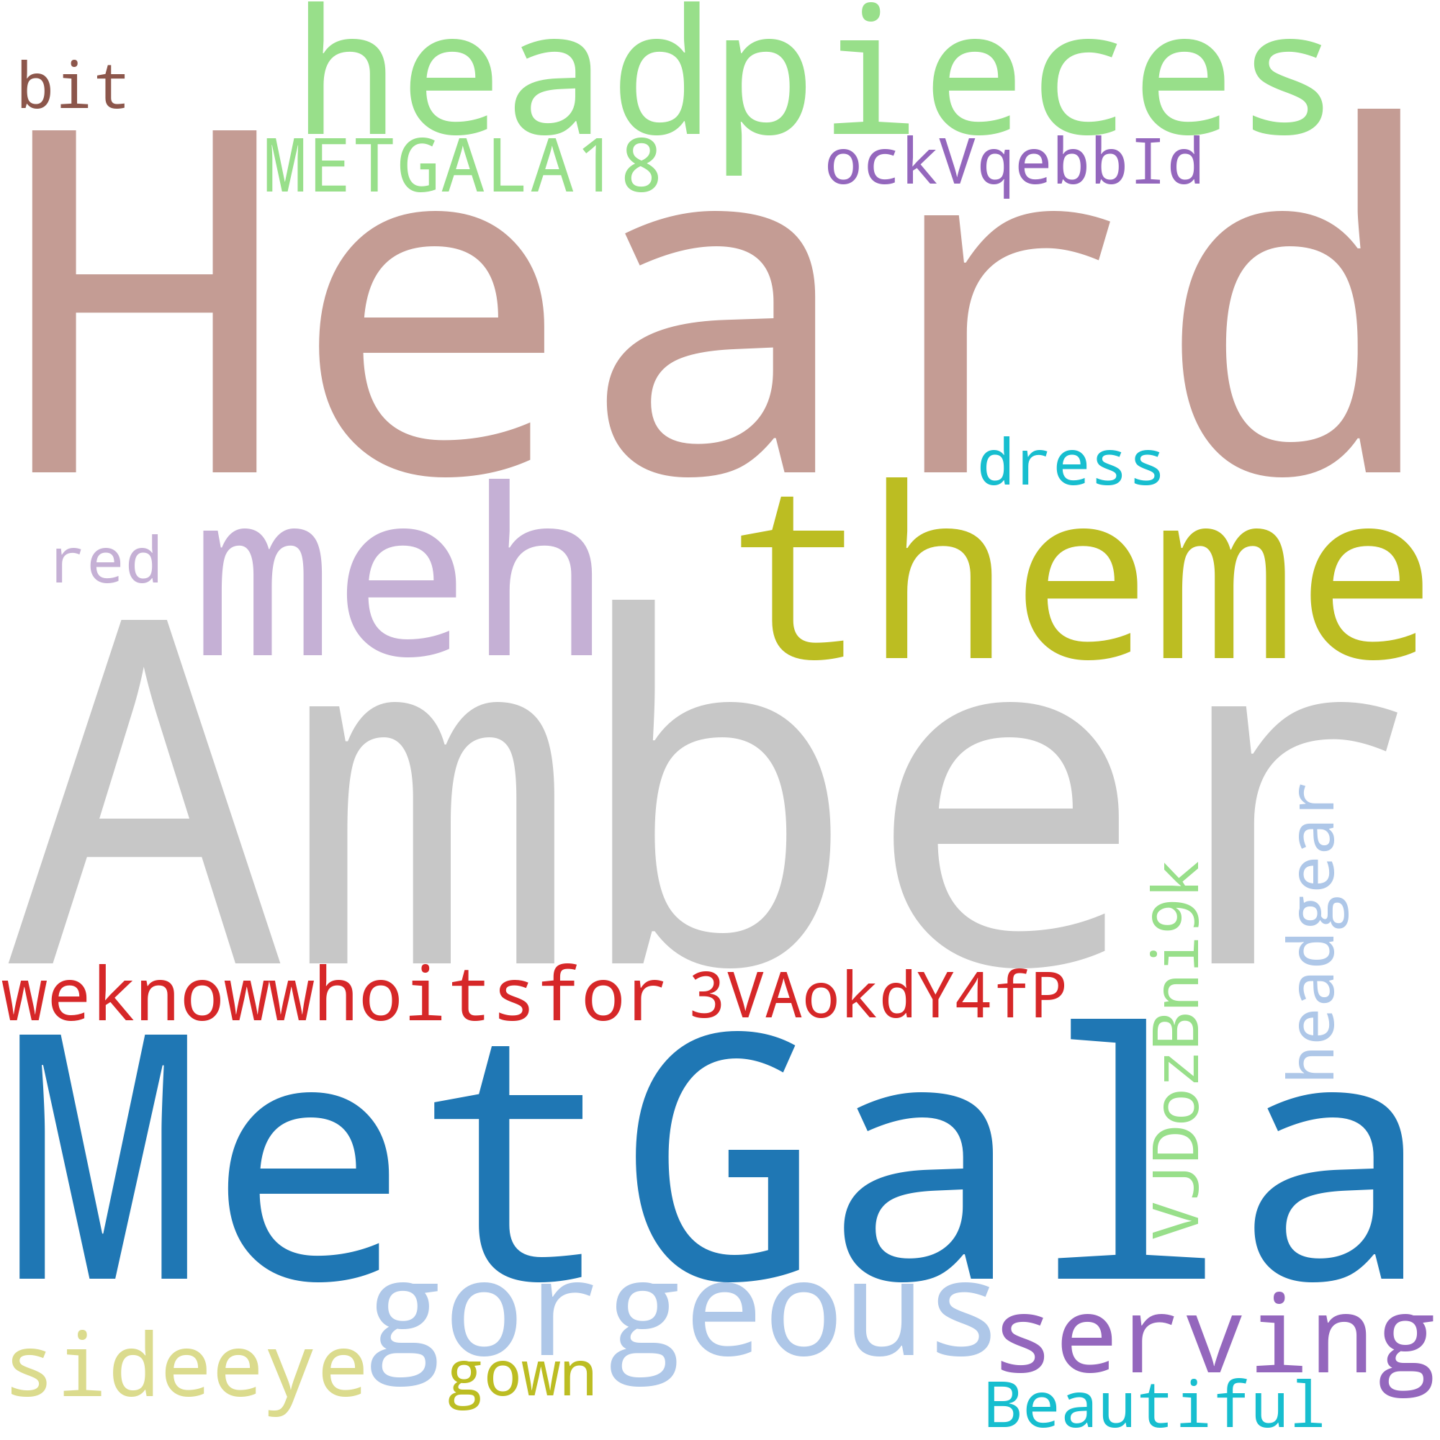 headpieces
bit
METGALA18
ockVqebbId
Heard
dress
red
meh
theme
Amber
headgear
VJJDozBni9k
weknowwhoitsfor
3VAokdY4fP
MetGala
gorgeous
serving
sideeye
gown
Beautiful